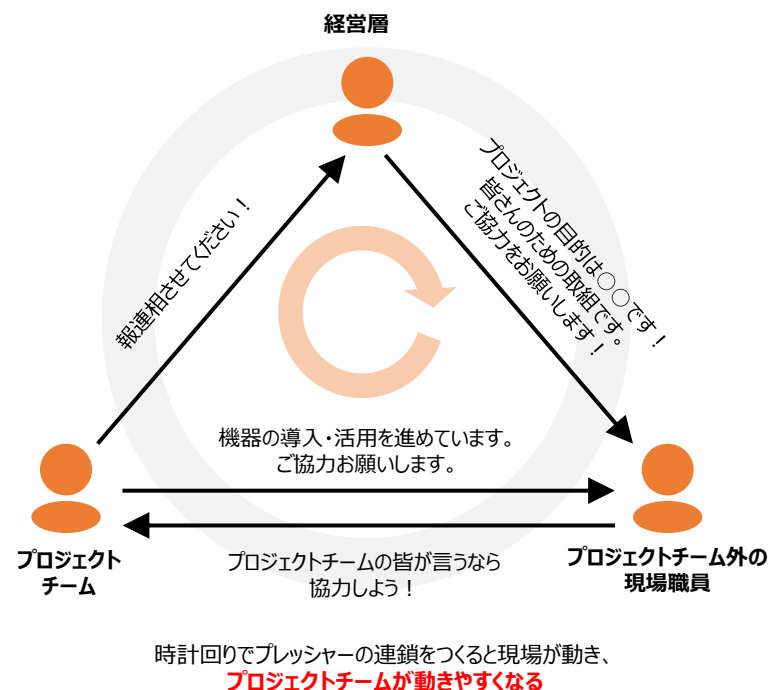 経営層
報連相させてください！
プロジェクトの目的は○○です！
皆さんのための取組です。
ご協力をお願いします！
機器の導入・活用を進めています。
ご協力お願いします。
プロジェクト
チーム
プロジェクトチームの皆が言うなら
協力しよう！
プロジェクトチーム外の
現場職員
時計回りでプレッシャーの連鎖をつくると現場が動き、
プロジェクトチームが動きやすくなる